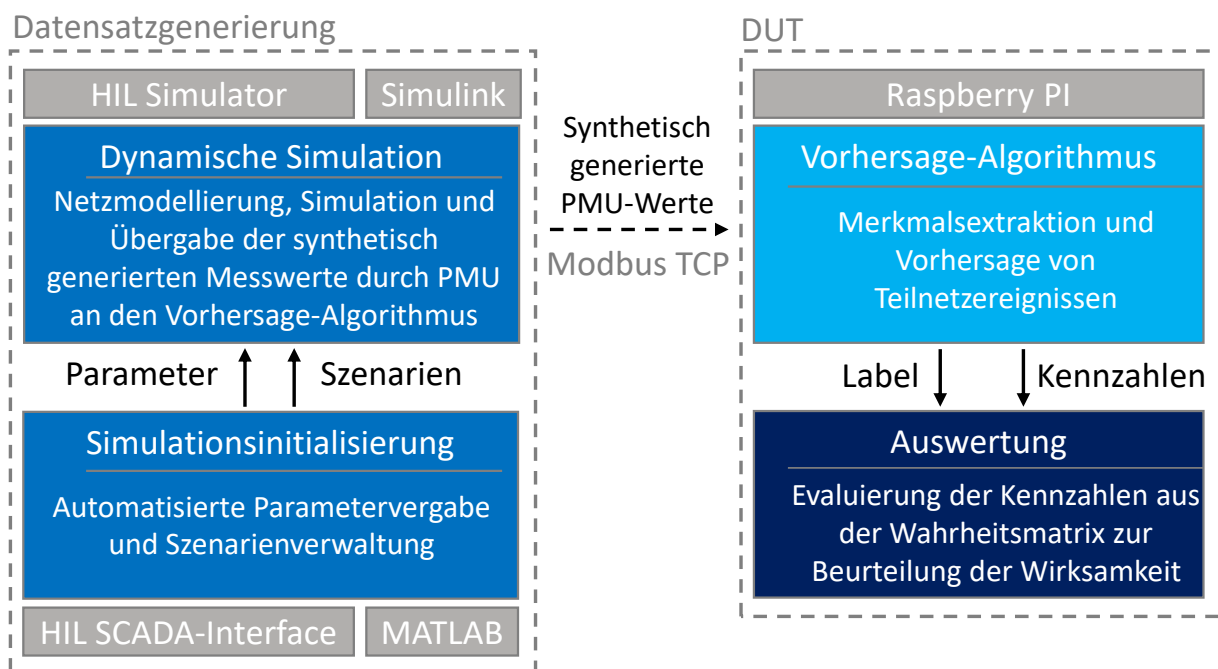 Datensatzgenerierung
HIL Simulator
Simulink
Dynamische Simulation
Netzmodellierung, Simulation und
Übergabe der synthetisch
generierten Messwerte durch PMU
an den Vorhersage-Algorithmus
Parameter
Szenarien
Simulationsinitialisierung
Automatisierte Parametervergabe
und Szenarienverwaltung
HIL SCADA-Interface
MATLAB
Synthetisch
generierte
PMU-Werte
Modbus TCP
DUT
Raspberry PI
Vorhersage-Algorithmus
Merkmalsextraktion und
Vorhersage von
Teilnetzereignissen
Label
Kennzahlen
Auswertung
Evaluierung der Kennzahlen aus
der Wahrheitsmatrix zur
Beurteilung der Wirksamkeit